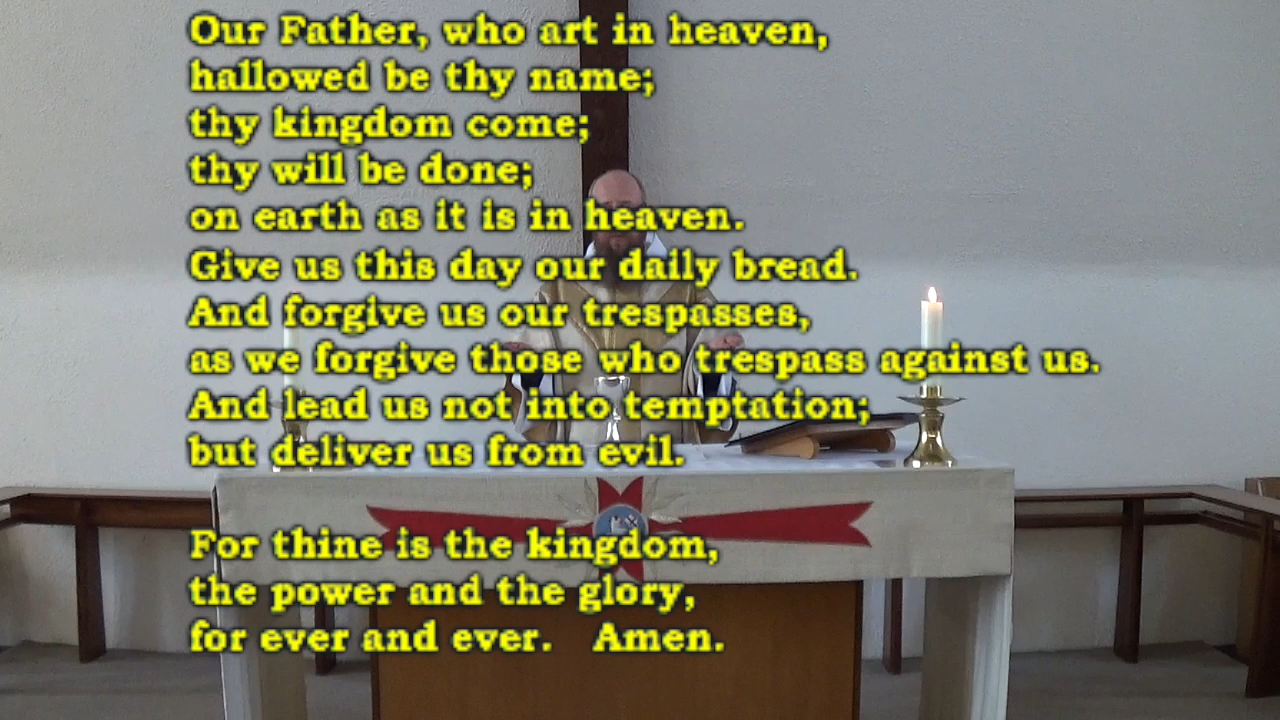 Our Father, who art in heaven,
hallowed be thy name;
thy kingdom come;
thy will be done;
on earth as it is in heaven.
Give us this day our daily bread.
And forgive us our trespasses,
as we forgive those who trespass against us.
And lead us not into temptation;
but deliver us from evil.
For thine is the kingdom,
the power and the glory,
for ever and ever. Amen.